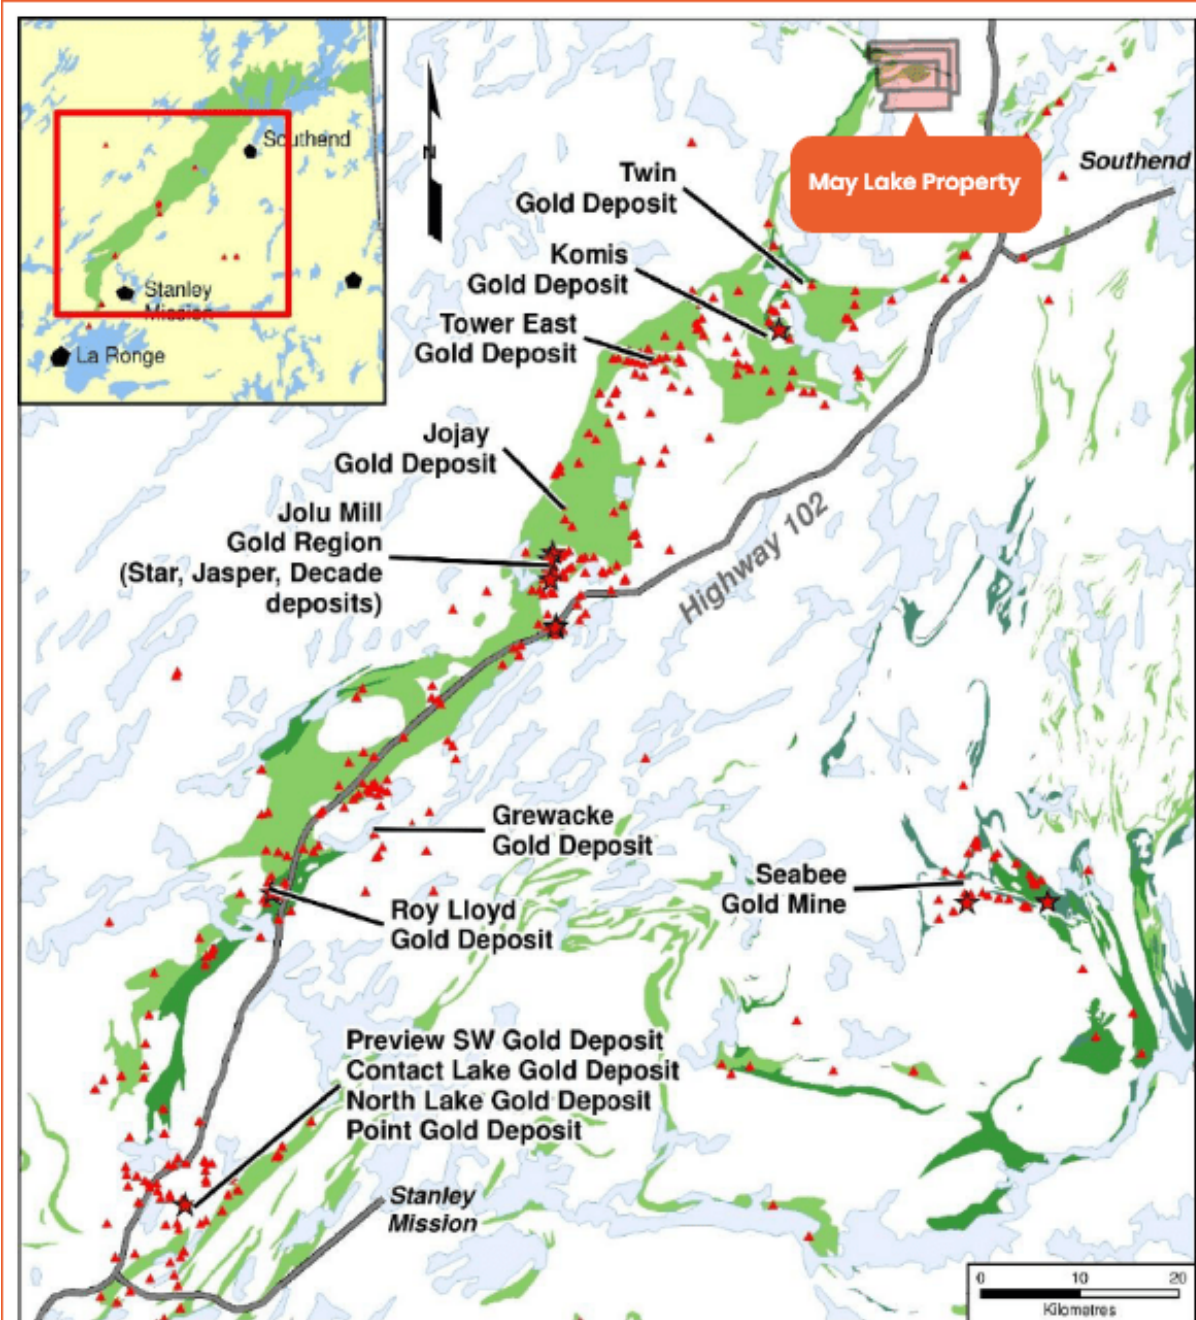 Southend
Stanley
Mission
La Ronge
N
May Lake Property
Southend
Twin
Gold Deposit
Komis
Gold Deposit
Tower East
Gold Deposit
Jojay
Gold Deposit
Jolu Mill
Gold Region
(Star, Jasper, Decade
deposits)
Highway 102
Grewacke
Gold Deposit
Seabee
Gold Mine
Roy Lloyd
Gold Deposit
Preview SW Gold Deposit
Contact Lake Gold Deposit
North Lake Gold Deposit
Point Gold Deposit
Stanley
Mission
0 10 20
Kilometres